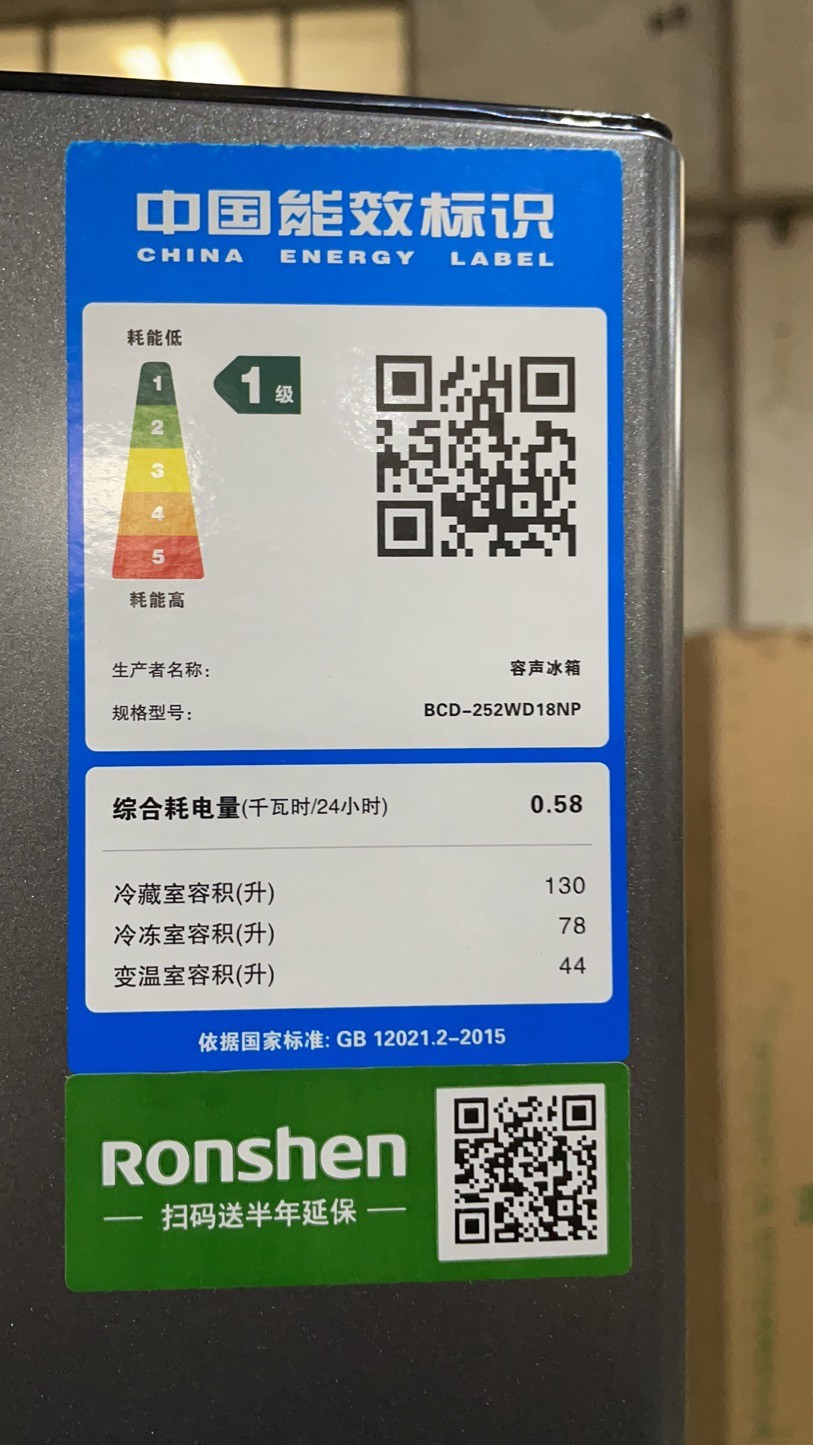 中国能效标识
CHINA ENERGY LABEL
耗能低
1
2
3
4
5
耗能高
1级
生产者名称: 容声冰箱
规格型号: BCD-252WD18NP
综合耗电量(千瓦时/24小时) 0.58
冷藏室容积(升) 130
冷冻室容积(升) 78
变温室容积(升) 44
依据国家标准: GB 12021.2-2015
Ronshen
— 扫码送半年延保 —